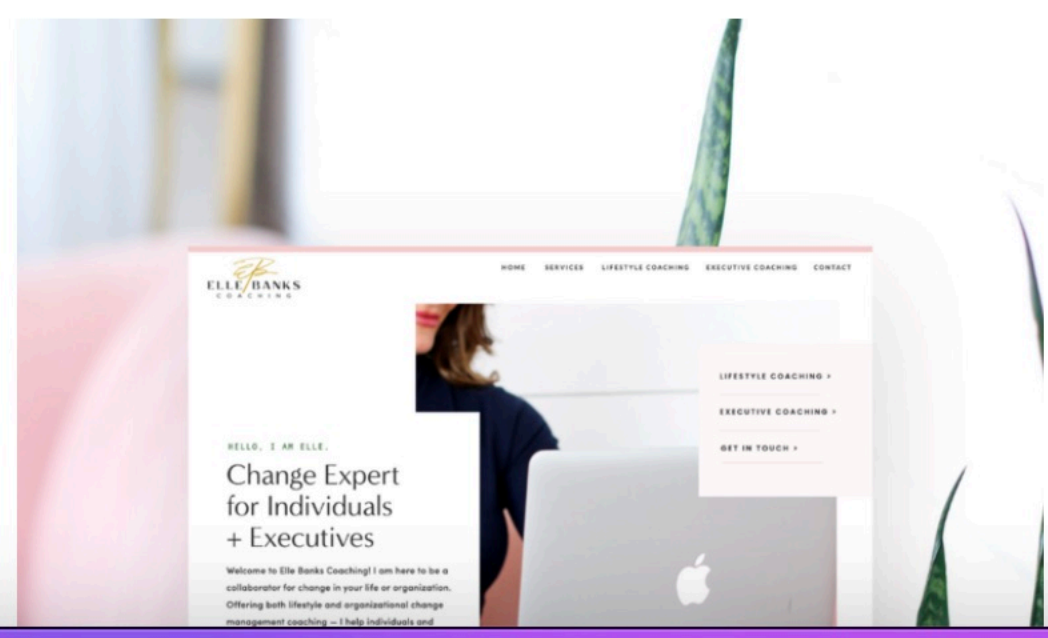 ELLE BANKS
COACHING
HOME SERVICES LIFESTYLE COACHING EXECUTIVE COACHING CONTACT
LIFESTYLE COACHING >
EXECUTIVE COACHING >
GET IN TOUCH >
HELLO, I AM ELLE.
Change Expert
for Individuals
+ Executives
Welcome to Elle Banks Coaching! I am here to be a
collaborator for change in your life or organization.
Offering both lifestyle and organizational change
management coaching — I help individuals and